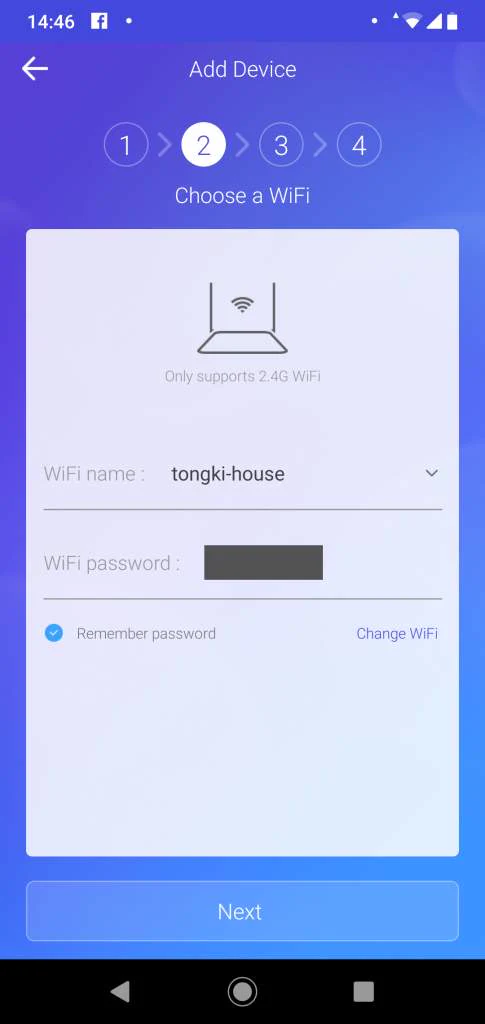 14:46
Add Device
1 2 3 4
Choose a WiFi
Only supports 2.4G WiFi
WiFi name : tongki-house
WiFi password :
Remember password Change WiFi
Next